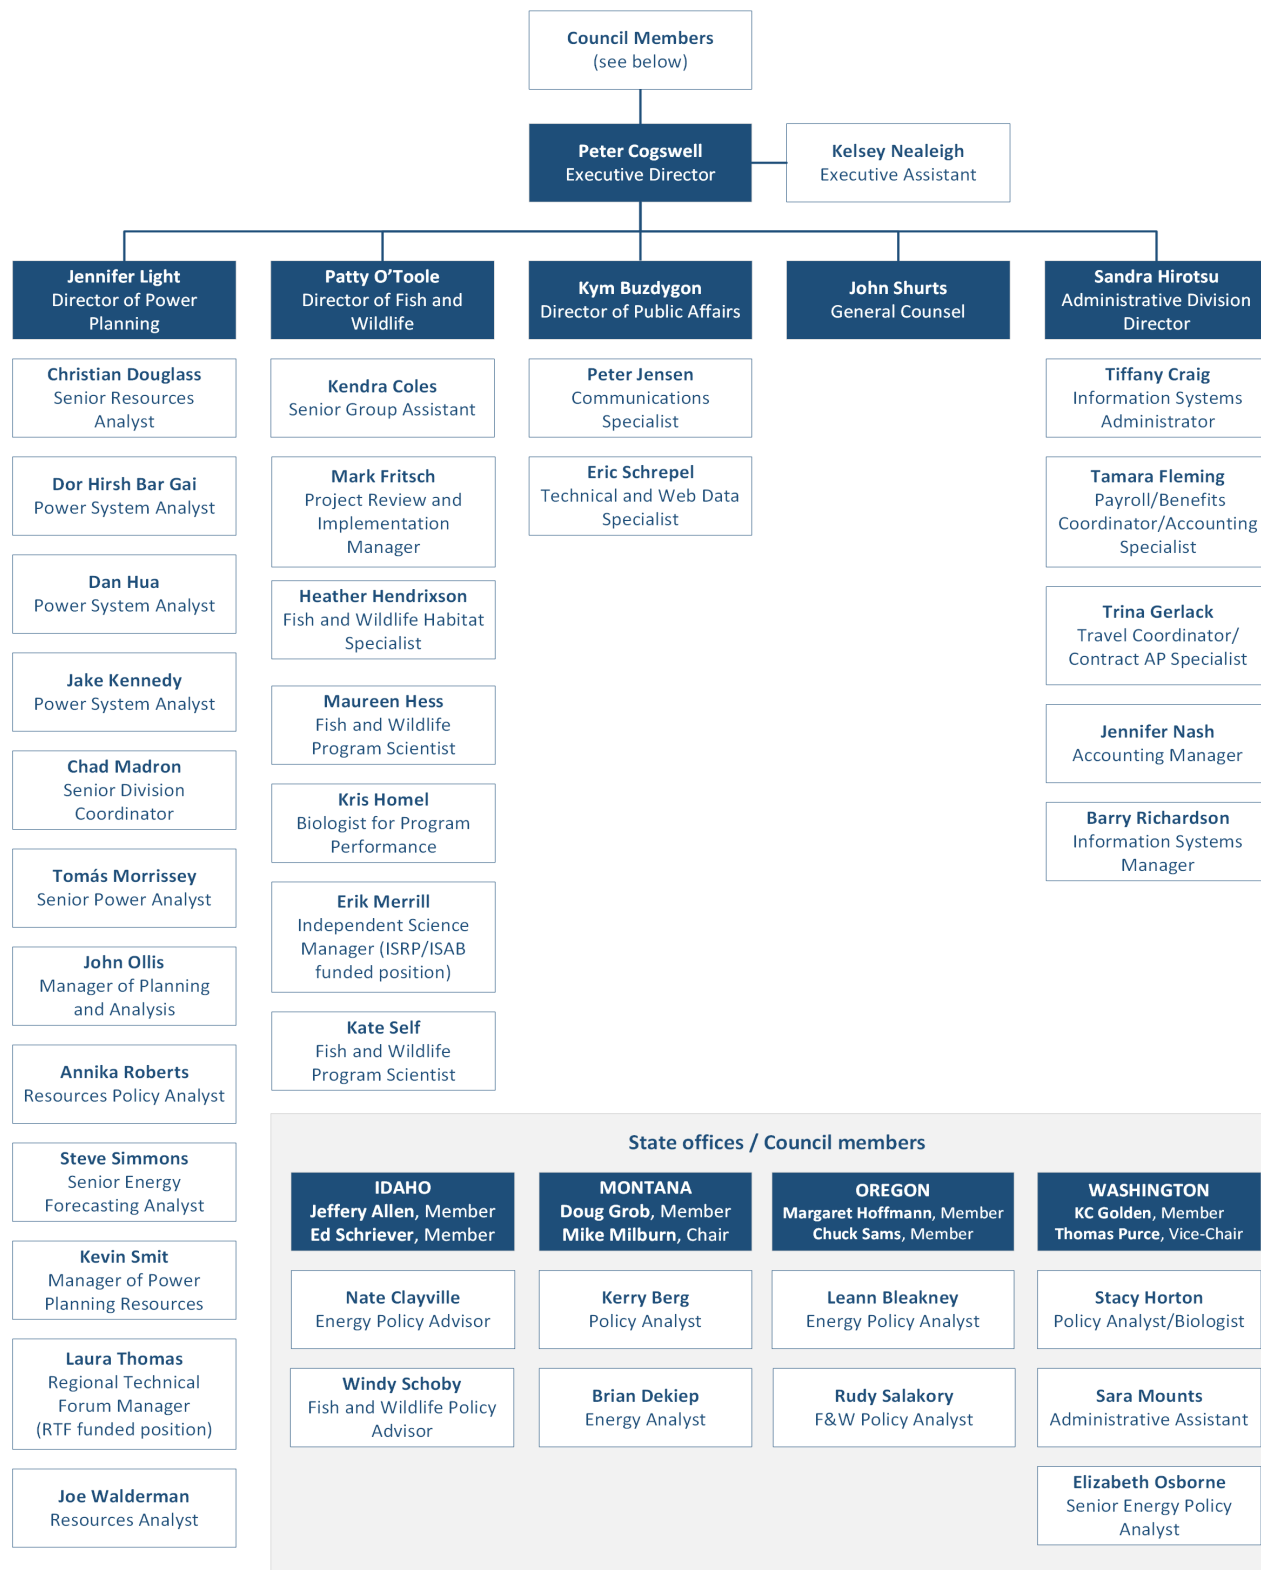 Council Members
(see below)
Peter Cogswell
Executive Director
Kelsey Nealeigh
Executive Assistant
Jennifer Light
Director of Power
Planning
Patty O’Toole
Director of Fish and
Wildlife
Kym Buzdygon
Director of Public Affairs
John Shurts
General Counsel
Sandra Hirotsu
Administrative Division
Director
Christian Douglass
Senior Resources
Analyst
Dor Hirsh Bar Gai
Power System Analyst
Dan Hua
Power System Analyst
Jake Kennedy
Power System Analyst
Chad Madron
Senior Division
Coordinator
Tomás Morrissey
Senior Power Analyst
John Ollis
Manager of Planning
and Analysis
Annika Roberts
Resources Policy Analyst
Steve Simmons
Senior Energy
Forecasting Analyst
Kevin Smit
Manager of Power
Planning Resources
Laura Thomas
Regional Technical
Forum Manager
(RTF funded position)
Joe Walderman
Resources Analyst
Kendra Coles
Senior Group Assistant
Mark Fritsch
Project Review and
Implementation
Manager
Heather Hendrixson
Fish and Wildlife Habitat
Specialist
Maureen Hess
Fish and Wildlife
Program Scientist
Kris Homel
Biologist for Program
Performance
Erik Merrill
Independent Science
Manager (ISRP/ISAB
funded position)
Kate Self
Fish and Wildlife
Program Scientist
Peter Jensen
Communications
Specialist
Eric Schrepel
Technical and Web Data
Specialist
Tiffany Craig
Information Systems
Administrator
Tamara Fleming
Payroll/Benefits
Coordinator/Accounting
Specialist
Trina Gerlack
Travel Coordinator/
Contract AP Specialist
Jennifer Nash
Accounting Manager
Barry Richardson
Information Systems
Manager
State offices / Council members
IDAHO
Jeffery Allen, Member
Ed Schriever, Member
Nate Clayville
Energy Policy Advisor
Windy Schoby
Fish and Wildlife Policy
Advisor
MONTANA
Doug Grob, Member
Mike Milburn, Chair
Kerry Berg
Policy Analyst
Brian Dekiep
Energy Analyst
OREGON
Margaret Hoffmann, Member
Chuck Sams, Member
Leann Bleakney
Energy Policy Analyst
Rudy Salakory
F&W Policy Analyst
WASHINGTON
KC Golden, Member
Thomas Purce, Vice-Chair
Stacy Horton
Policy Analyst/Biologist
Sara Mounts
Administrative Assistant
Elizabeth Osborne
Senior Energy Policy
Analyst